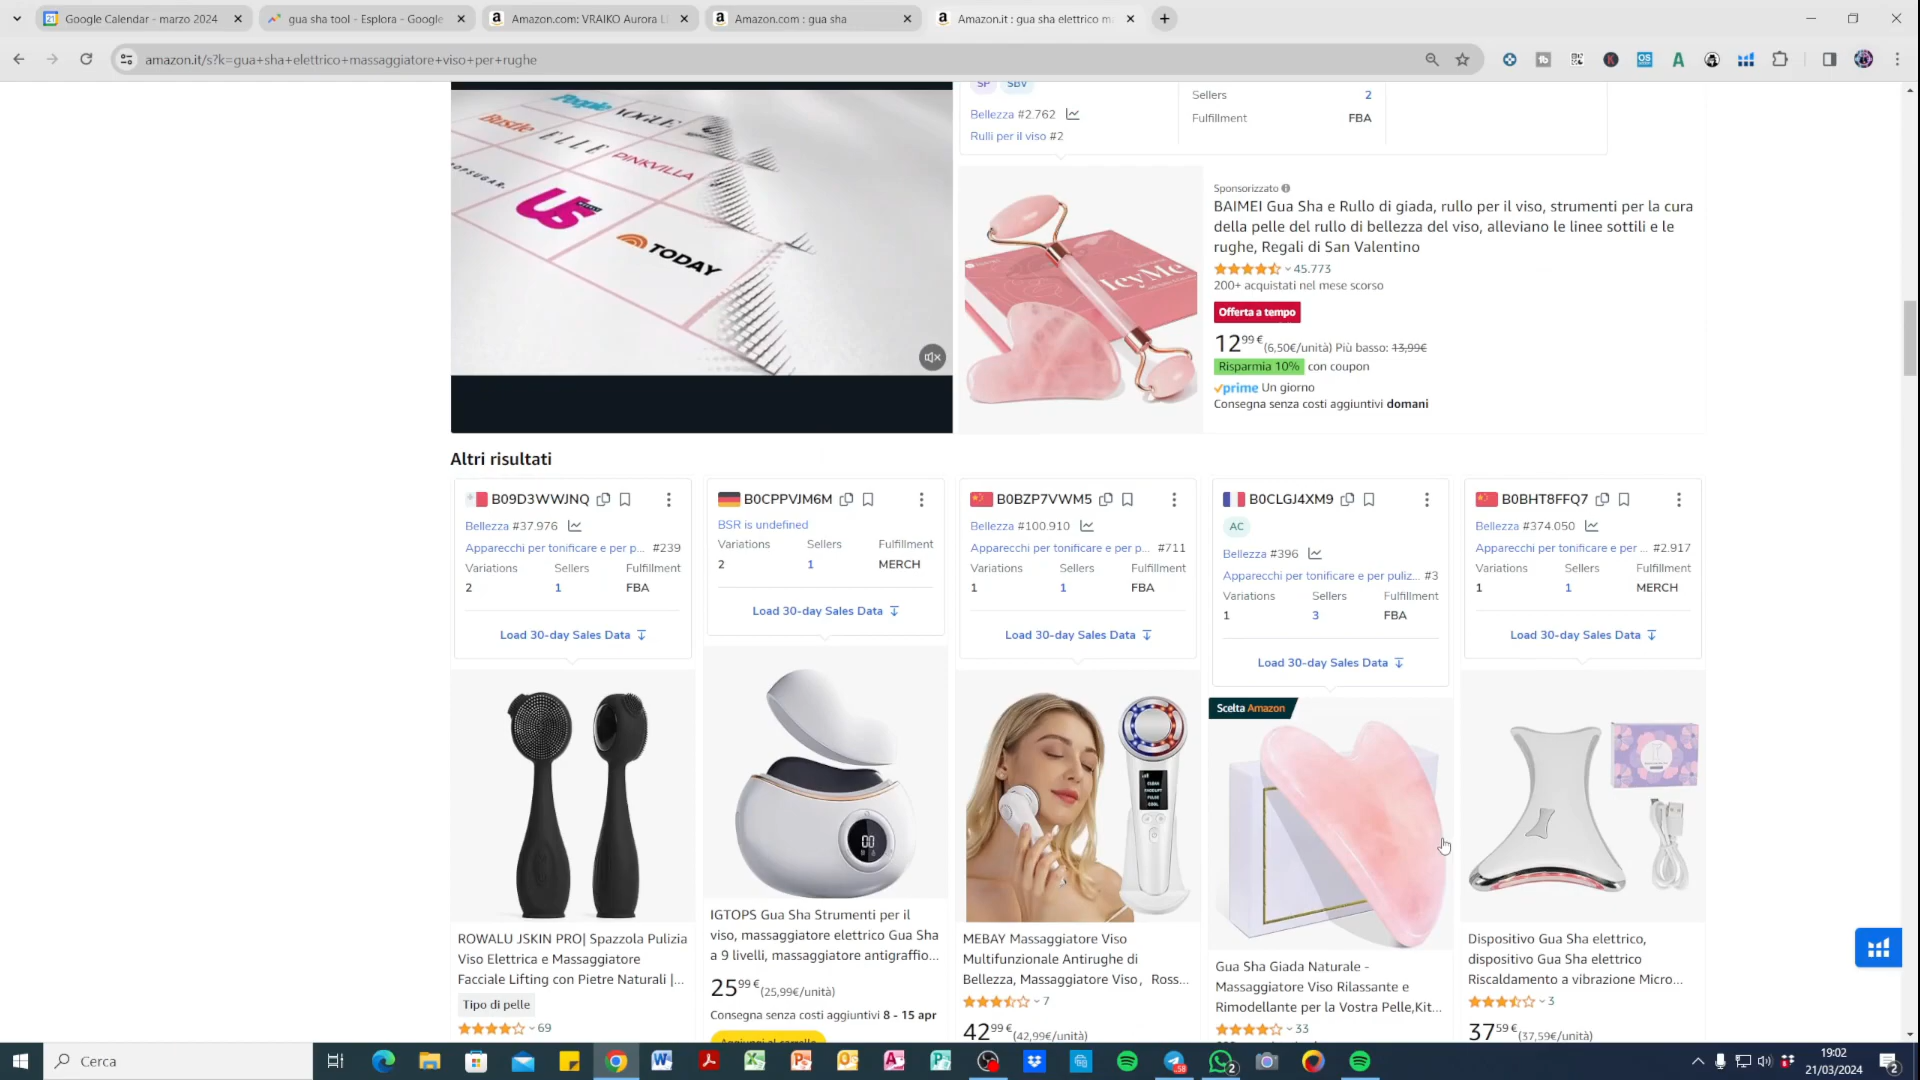 Google Calendar - marzo 2024
gua sha tool - Esplora - Google
Amazon.com: VRAIKO Aurora L
Amazon.com : gua sha
Amazon.it : gua sha elettrico m
amazon.it/s?k=gua+sha+elettrico+massaggiatore+viso+per+rughe
People
VOGUE
Bustle
ELLE
PINKVILLA
POPSUGAR.
US
WEEKLY
TODAY
SP
SBV
Bellezza #2.762
Rulli per il viso #2
Sellers
2
Fulfillment
FBA
IcyMe
Sponsorizzato
BAIMEI Gua Sha e Rullo di giada, rullo per il viso, strumenti per la cura
della pelle del rullo di bellezza del viso, alleviano le linee sottili e le
rughe, Regali di San Valentino
45.773
200+ acquistati nel mese scorso
Offerta a tempo
12 99 € (6,50€/unità) Più basso: 13,99€
Risparmia 10% con coupon
prime Un giorno
Consegna senza costi aggiuntivi domani
Altri risultati
B09D3WWJNQ
Bellezza #37.976
Apparecchi per tonificare e per p... #239
Variations Sellers Fulfillment
2 1 FBA
Load 30-day Sales Data
B0CPPVJM6M
BSR is undefined
Variations Sellers Fulfillment
2 1 MERCH
Load 30-day Sales Data
B0BZP7VWM5
Bellezza #100.910
Apparecchi per tonificare e per p... #711
Variations Sellers Fulfillment
1 1 FBA
Load 30-day Sales Data
B0CLGJ4XM9
AC
Bellezza #396
Apparecchi per tonificare e per puliz... #3
Variations Sellers Fulfillment
1 3 FBA
Load 30-day Sales Data
B0BHT8FFQ7
Bellezza #374.050
Apparecchi per tonificare e per ... #2.917
Variations Sellers Fulfillment
1 1 MERCH
Load 30-day Sales Data
Scelta Amazon
00
ROWALU JSKIN PRO| Spazzola Pulizia
Viso Elettrica e Massaggiatore
Facciale Lifting con Pietre Naturali |...
Tipo di pelle
69
IGTOPS Gua Sha Strumenti per il
viso, massaggiatore elettrico Gua Sha
a 9 livelli, massaggiatore antigraffio...
25 99 € (25,99€/unità)
Consegna senza costi aggiuntivi 8 - 15 apr
Aggiungi al carrello
MEBAY Massaggiatore Viso
Multifunzionale Antirughe di
Bellezza, Massaggiatore Viso, Ross...
7
42 99 € (42,99€/unità)
Gua Sha Giada Naturale -
Massaggiatore Viso Rilassante e
Rimodellante per la Vostra Pelle,Kit...
33
Dispositivo Gua Sha elettrico,
dispositivo Gua Sha elettrico
Riscaldamento a vibrazione Micro...
3
37 59 € (37,59€/unità)
Cerca
58
2
19:02
21/03/2024
2